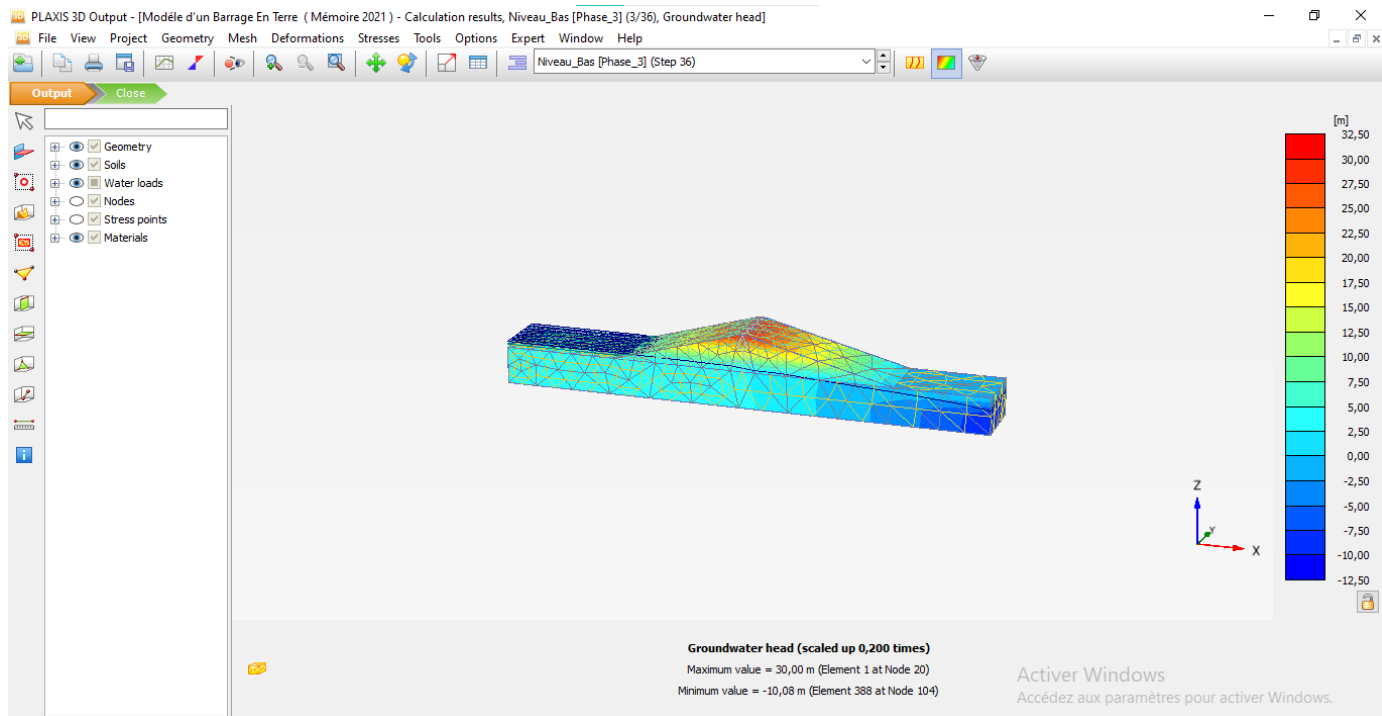 PLAXIS 3D Output - [Modéle d'un Barrage En Terre ( Mémoire 2021 ) - Calculation results, Niveau_Bas [Phase_3] (3/36), Groundwater head]
File View Project Geometry Mesh Deformations Stresses Tools Options Expert Window Help
Niveau_Bas [Phase_3] (Step 36)
Output Close
Geometry
Soils
Water loads
Nodes
Stress points
Materials
[m]
32,50
30,00
27,50
25,00
22,50
20,00
17,50
15,00
12,50
10,00
7,50
5,00
2,50
0,00
-2,50
-5,00
-7,50
-10,00
-12,50
Z
Y
X
Groundwater head (scaled up 0,200 times)
Maximum value = 30,00 m (Element 1 at Node 20)
Minimum value = -10,08 m (Element 388 at Node 104)
Activer Windows
Accédez aux paramètres pour activer Windows.